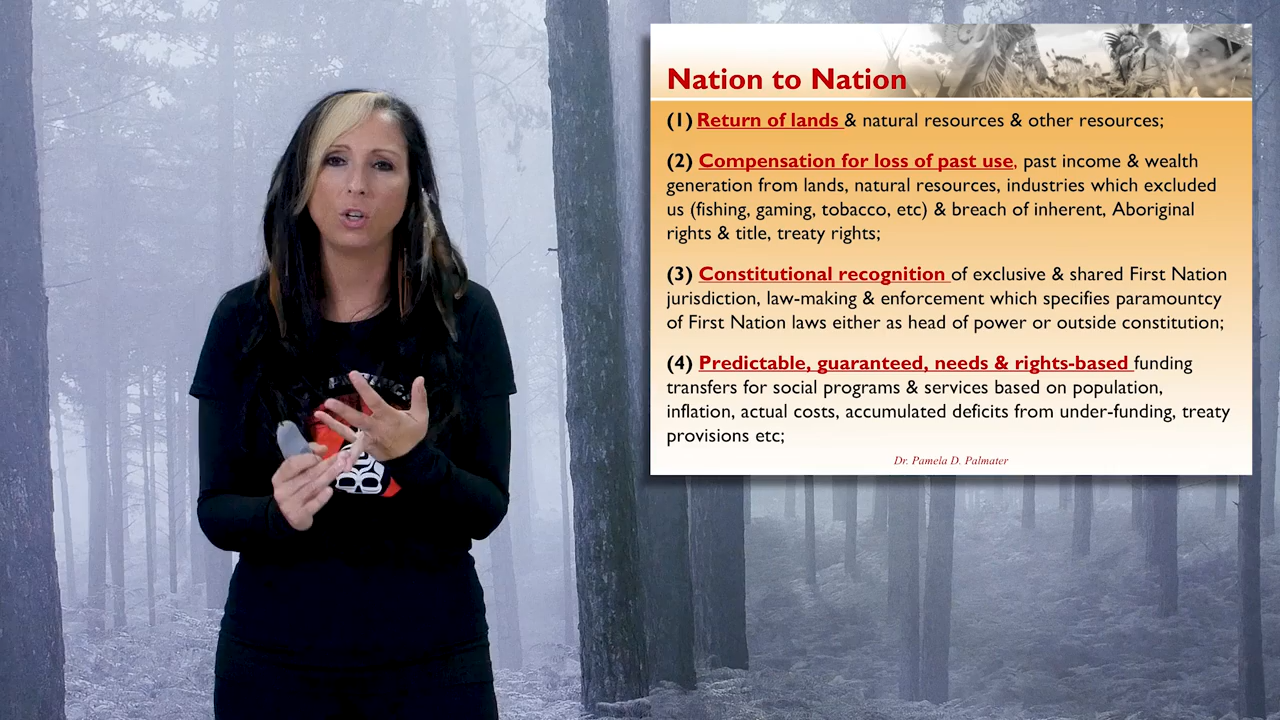 Nation to Nation
(1) Return of lands & natural resources & other resources;
(2) Compensation for loss of past use, past income & wealth
generation from lands, natural resources, industries which excluded
us (fishing, gaming, tobacco, etc) & breach of inherent, Aboriginal
rights & title, treaty rights;
(3) Constitutional recognition of exclusive & shared First Nation
jurisdiction, law-making & enforcement which specifies paramountcy
of First Nation laws either as head of power or outside constitution;
(4) Predictable, guaranteed, needs & rights-based funding
transfers for social programs & services based on population,
inflation, actual costs, accumulated deficits from under-funding, treaty
provisions etc;
Dr. Pamela D. Palmater